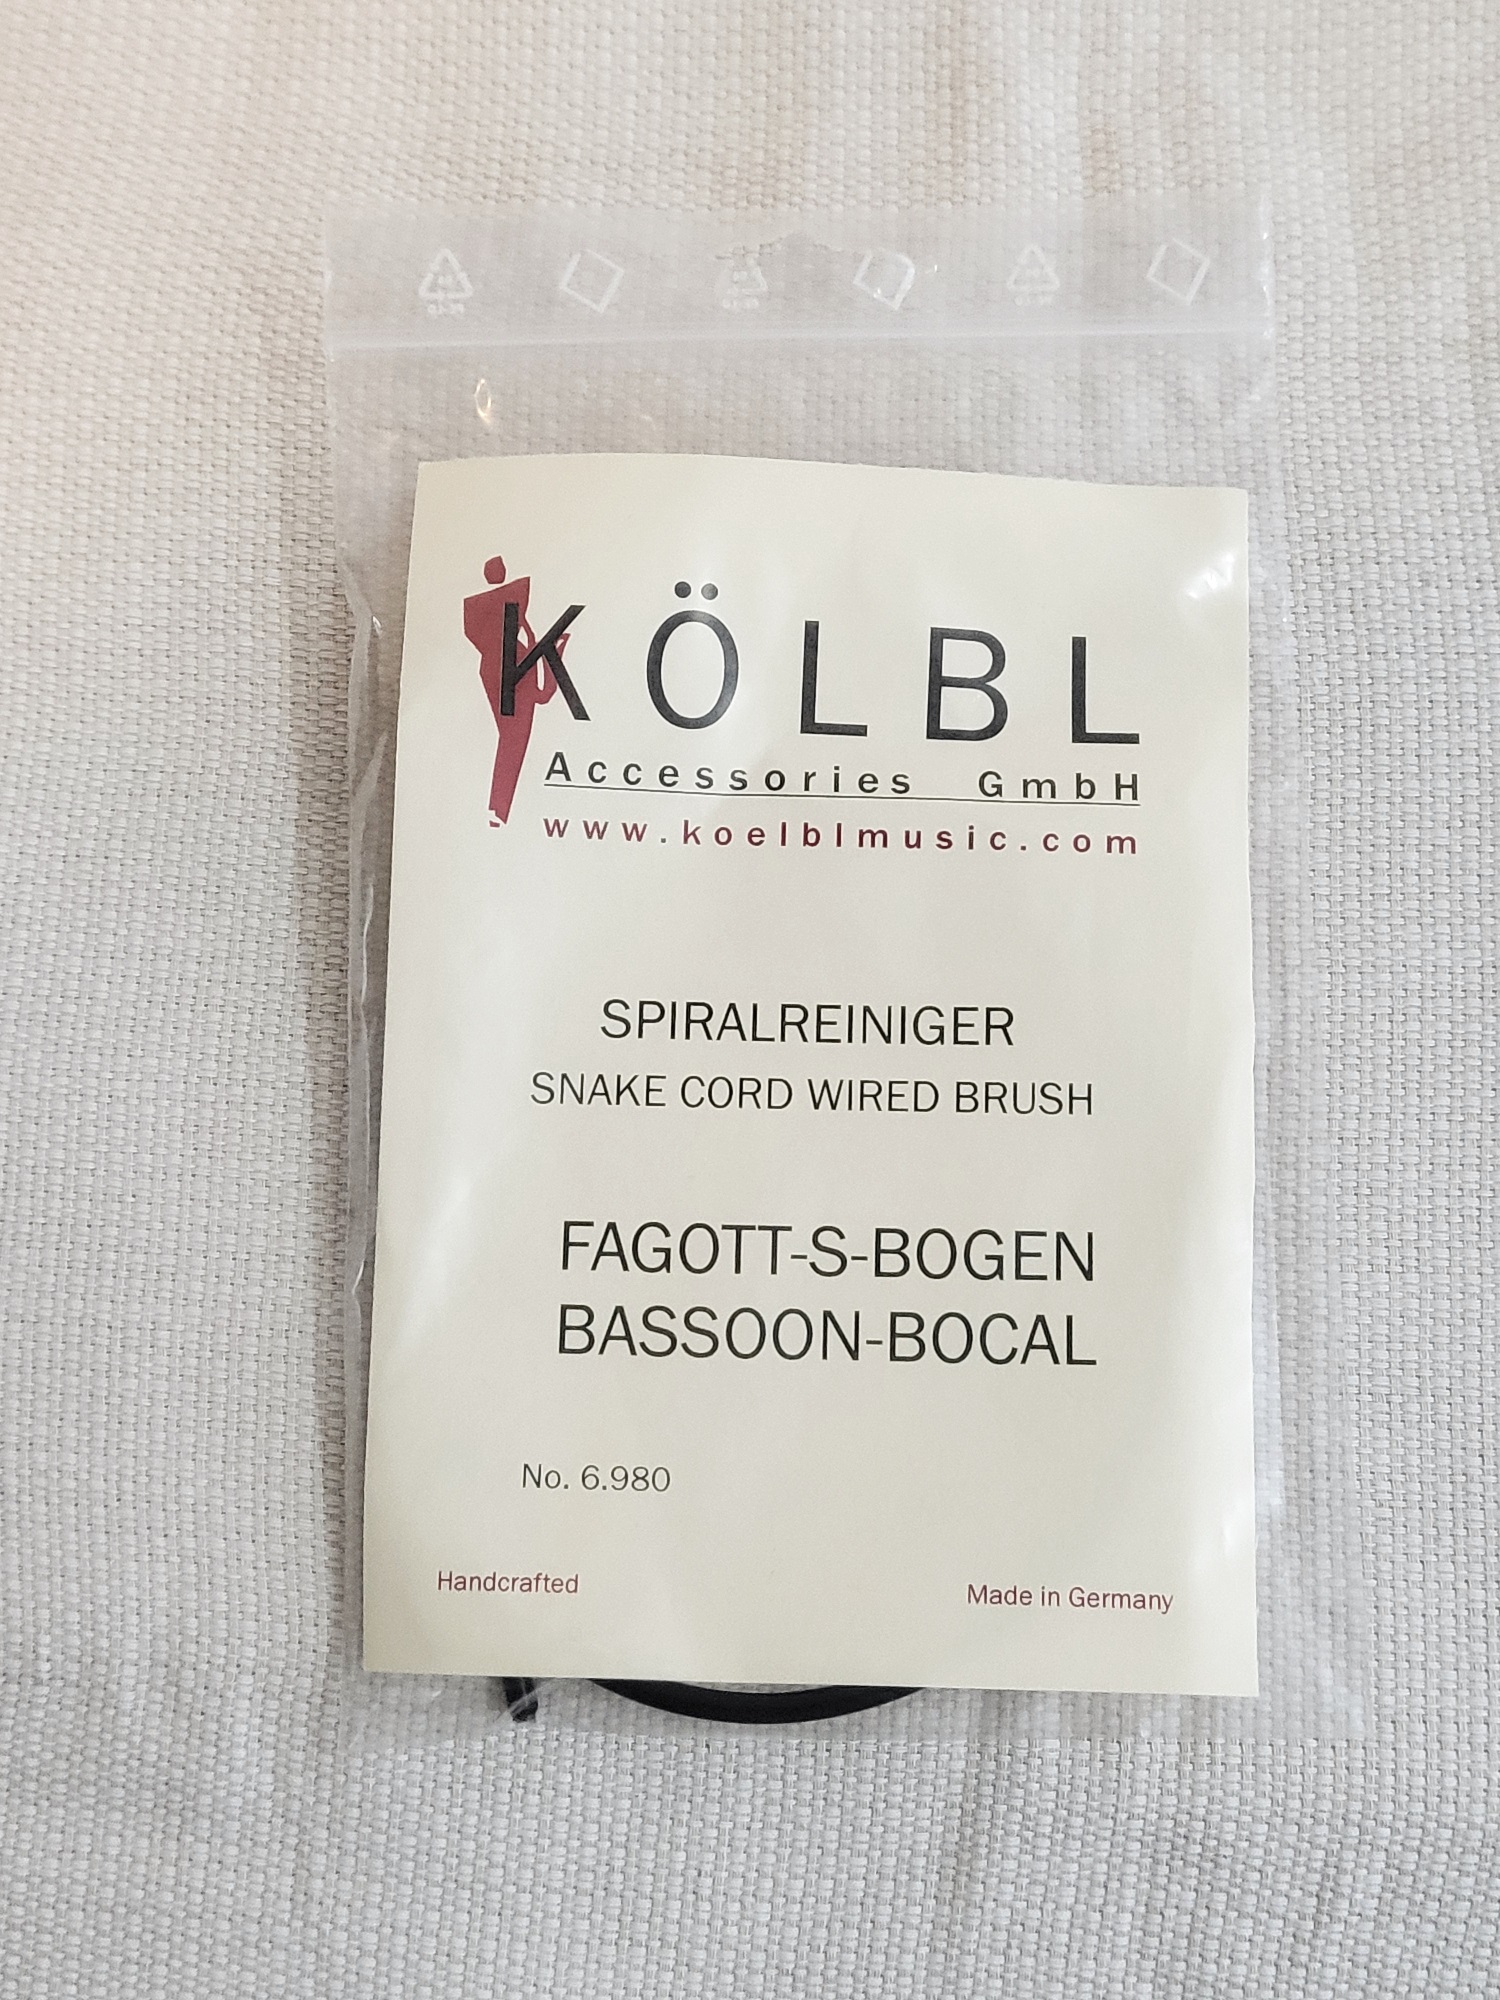 KÖLBL
Accessories GmbH
www.koelblmusic.com
SPIRALREINIGER
SNAKE CORD WIRED BRUSH
FAGOTT-S-BOGEN
BASSOON-BOCAL
No. 6.980
Handcrafted
Made in Germany